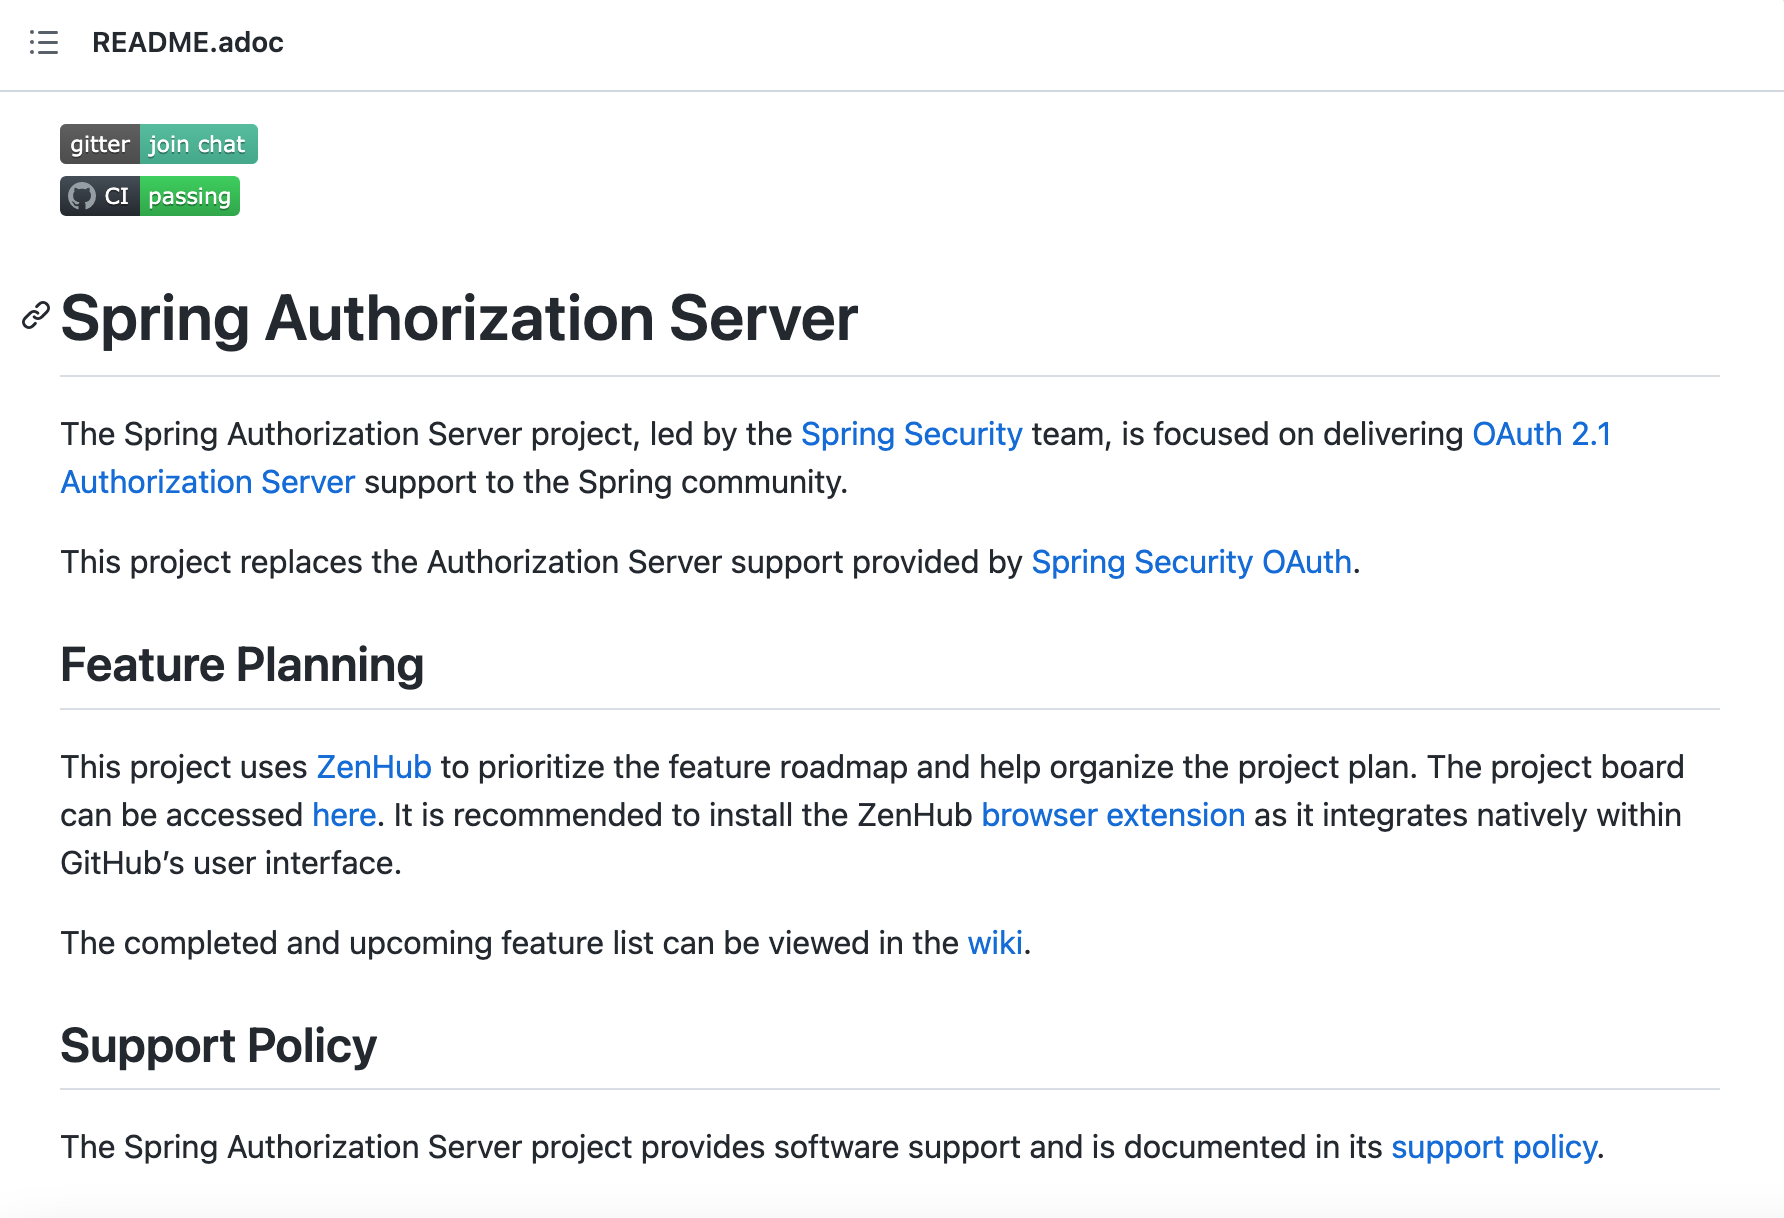 README.adoc
gitter join chat
CI passing
Spring Authorization Server
The Spring Authorization Server project, led by the Spring Security team, is focused on delivering OAuth 2.1
Authorization Server support to the Spring community.
This project replaces the Authorization Server support provided by Spring Security OAuth.
Feature Planning
This project uses ZenHub to prioritize the feature roadmap and help organize the project plan. The project board
can be accessed here. It is recommended to install the ZenHub browser extension as it integrates natively within
GitHub’s user interface.
The completed and upcoming feature list can be viewed in the wiki.
Support Policy
The Spring Authorization Server project provides software support and is documented in its support policy.